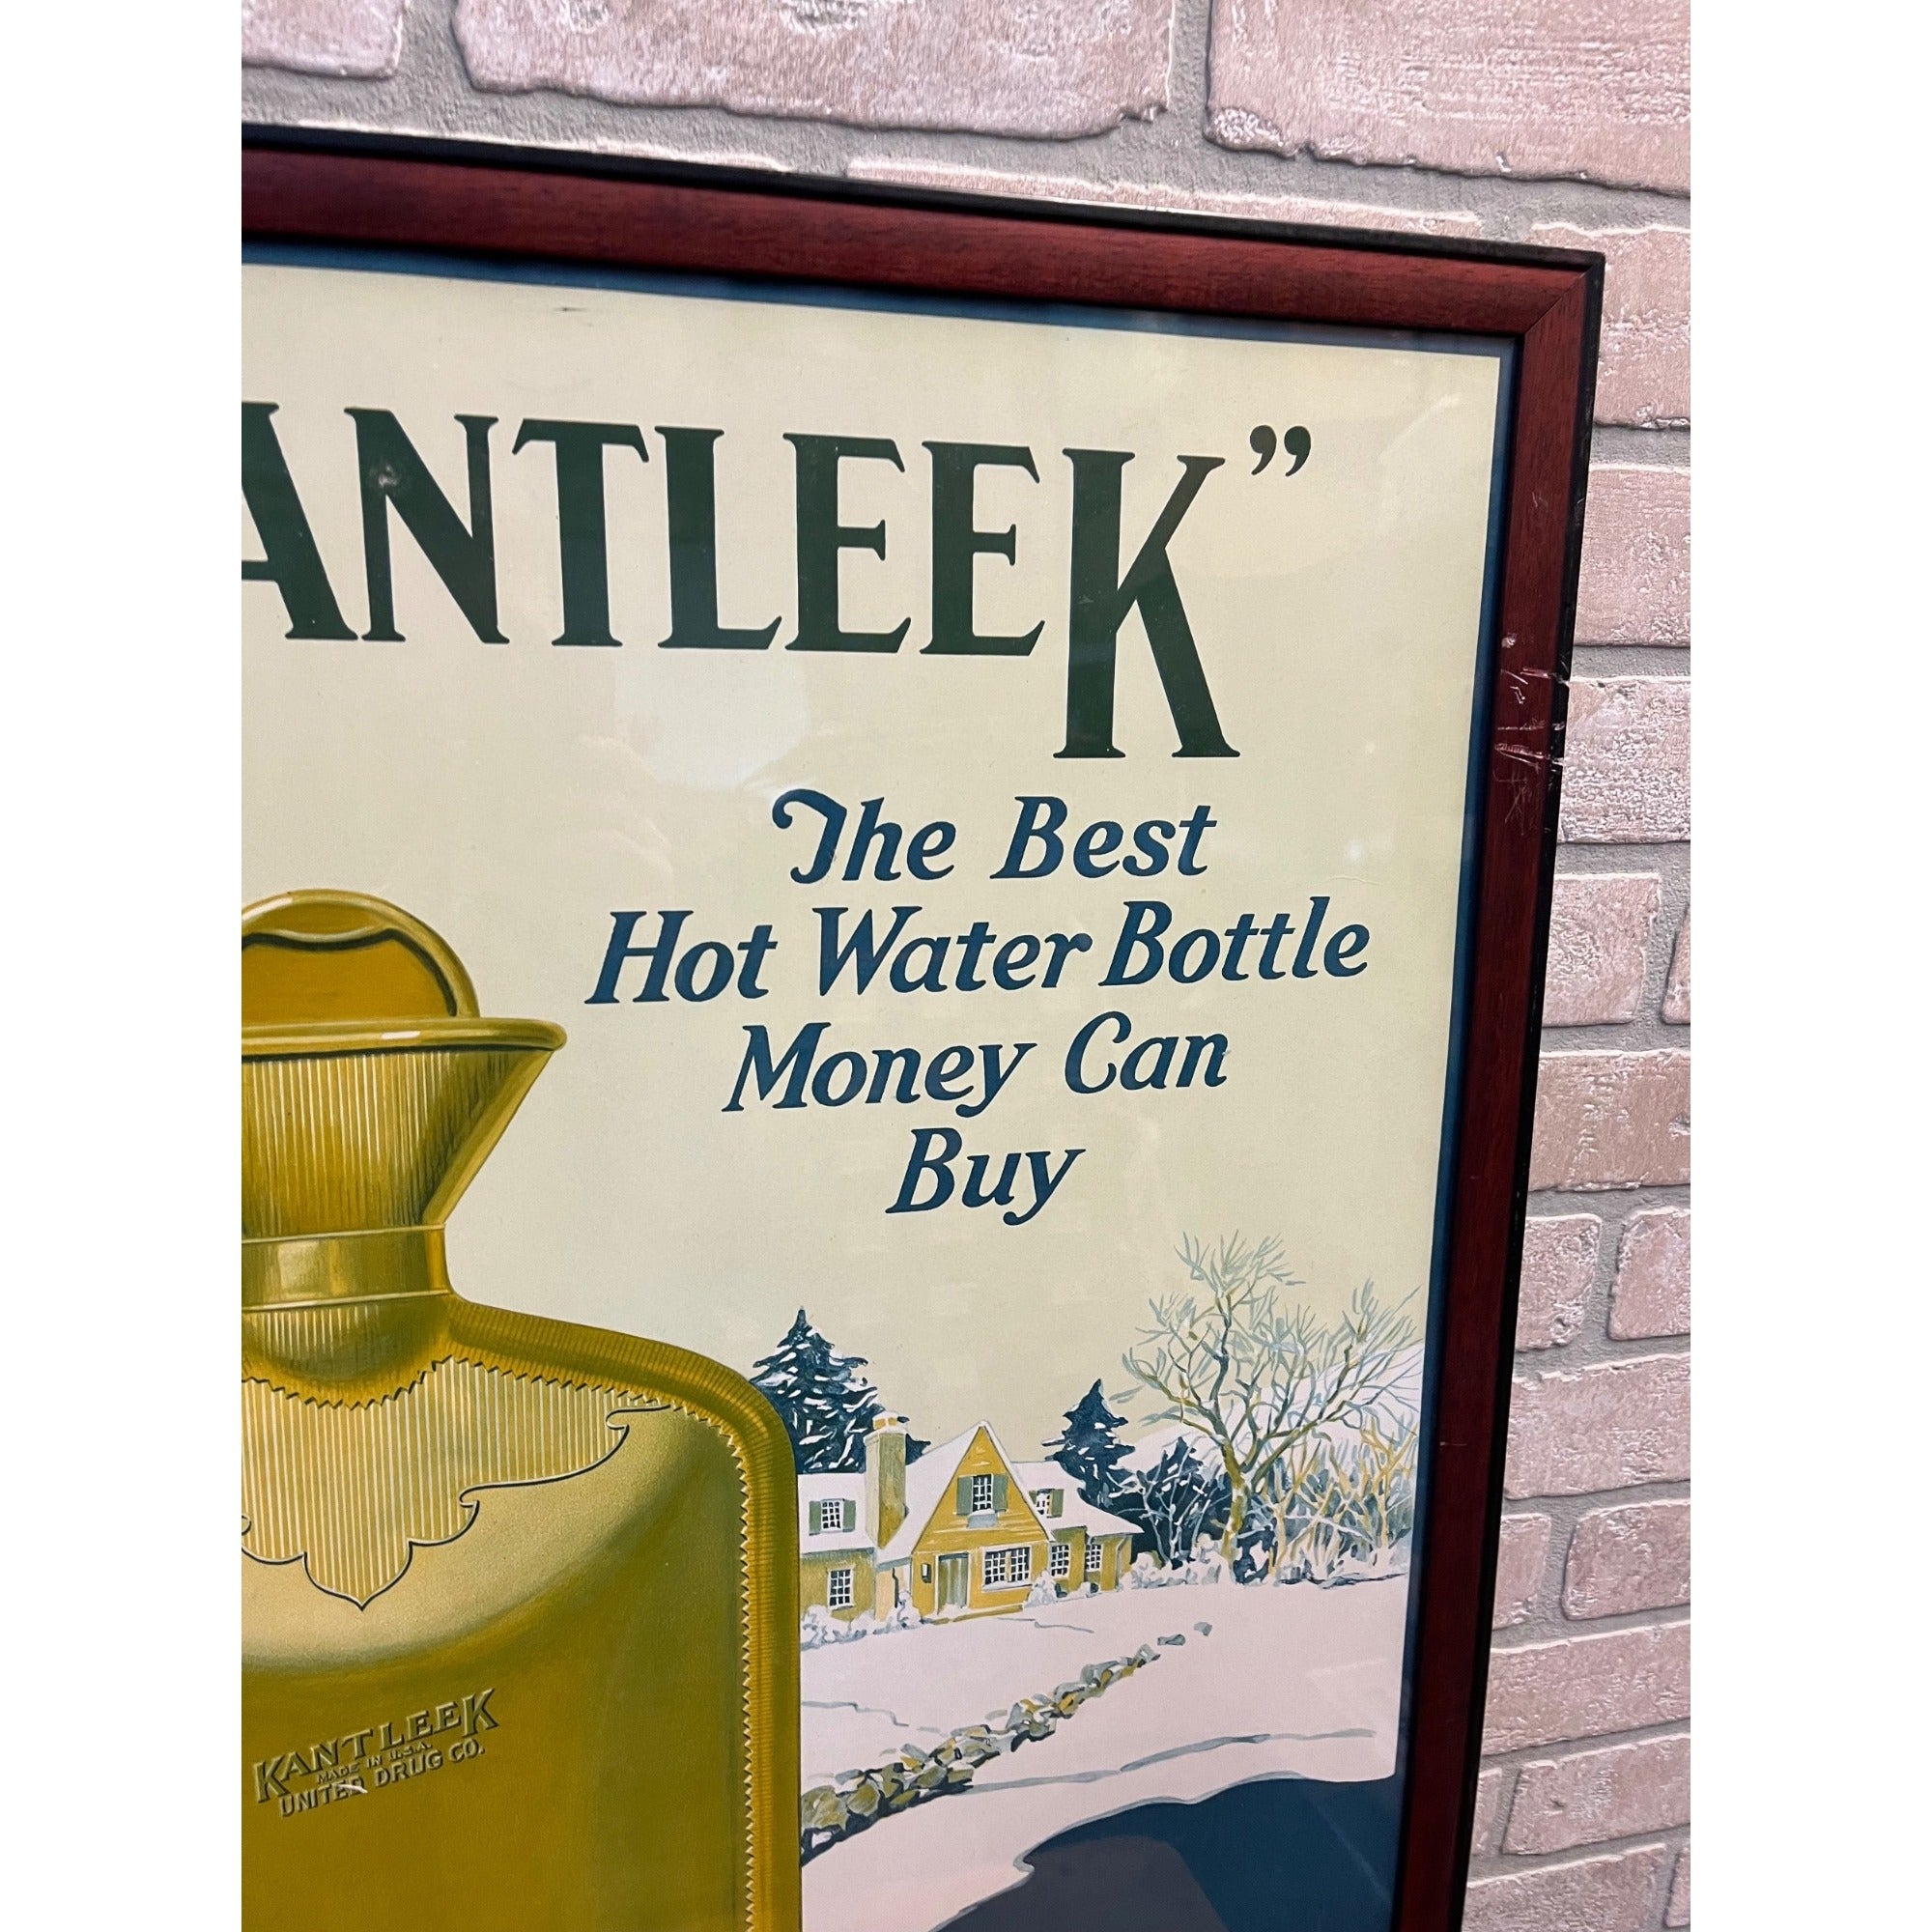 ANTLEEK”
The Best
Hot Water Bottle
Money Can
Buy
KANTLEEK
MADE IN U.S.A.
UNITED DRUG CO.